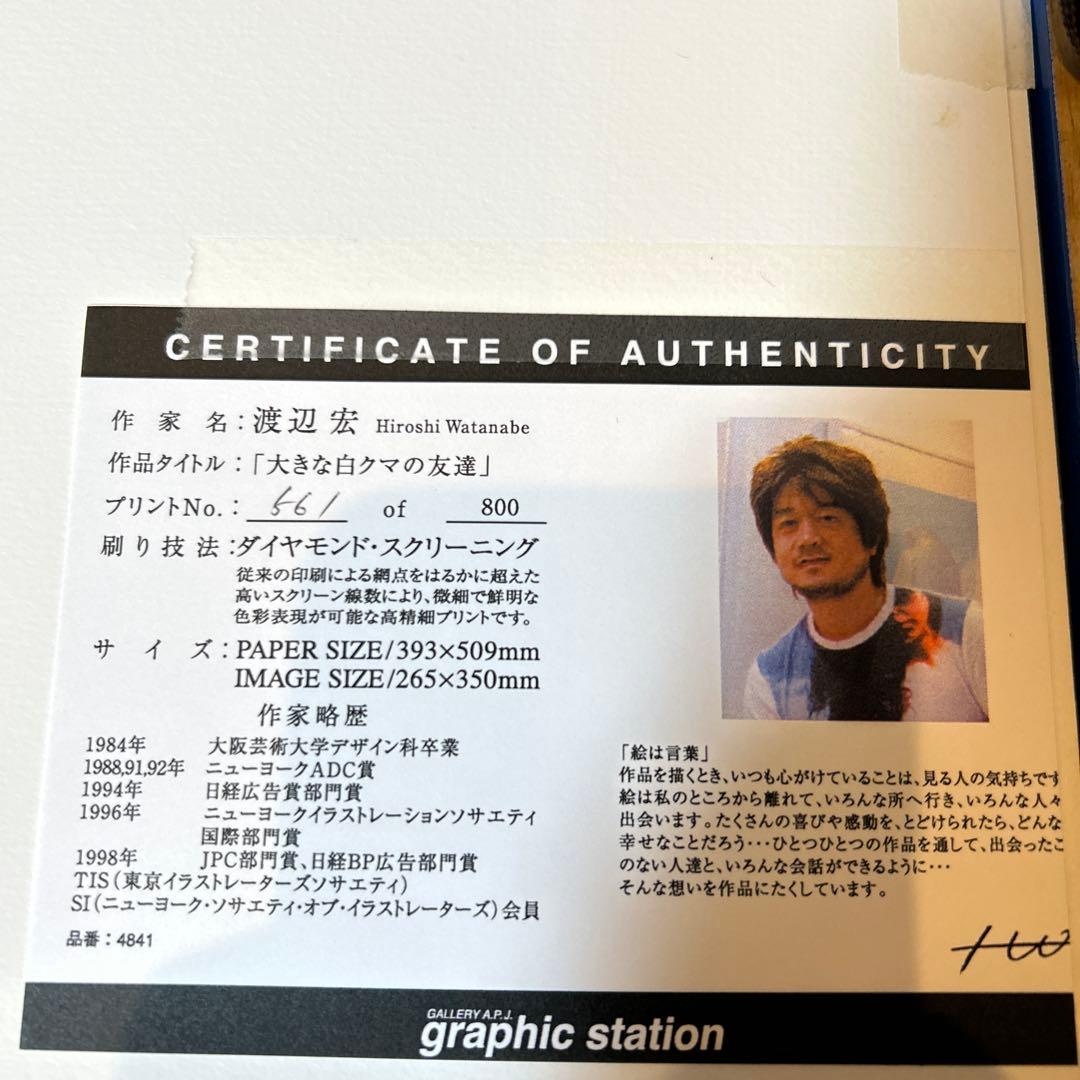 CERTIFICATE OF AUTHENTICITY
作家名：渡辺 宏 Hiroshi Watanabe
作品タイトル：「大きな白クマの友達」
プリントNo.： 561 of 800
刷り技法：ダイヤモンド・スクリーニング
従来の印刷による網点をはるかに超えた
高いスクリーン線数により、微細で鮮明な
色彩表現が可能な高精細プリントです。
サイズ：PAPER SIZE/393×509mm
IMAGE SIZE/265×350mm
作家略歴
1984年 大阪芸術大学デザイン科卒業
1988,91,92年 ニューヨークADC賞
1994年 日経広告賞部門賞
1996年 ニューヨークイラストレーションソサエティ
国際部門賞
1998年 JPC部門賞、日経BP広告部門賞
TIS（東京イラストレーターズソサエティ）
SI（ニューヨーク・ソサエティ・オブ・イラストレーターズ）会員
品番：4841
「絵は言葉」
作品を描くとき、いつも心がけていることは、見る人の気持ちです
絵は私のところから離れて、いろんな所へ行き、いろんな人々
出会います。たくさんの喜びや感動を、とどけられたら、どんな
幸せなことだろう・・・ひとつひとつの作品を通して、出会ったこ
のない人達と、いろんな会話ができるように・・・
そんな想いを作品にたくしています。
GALLERY A.P.J.
graphic station